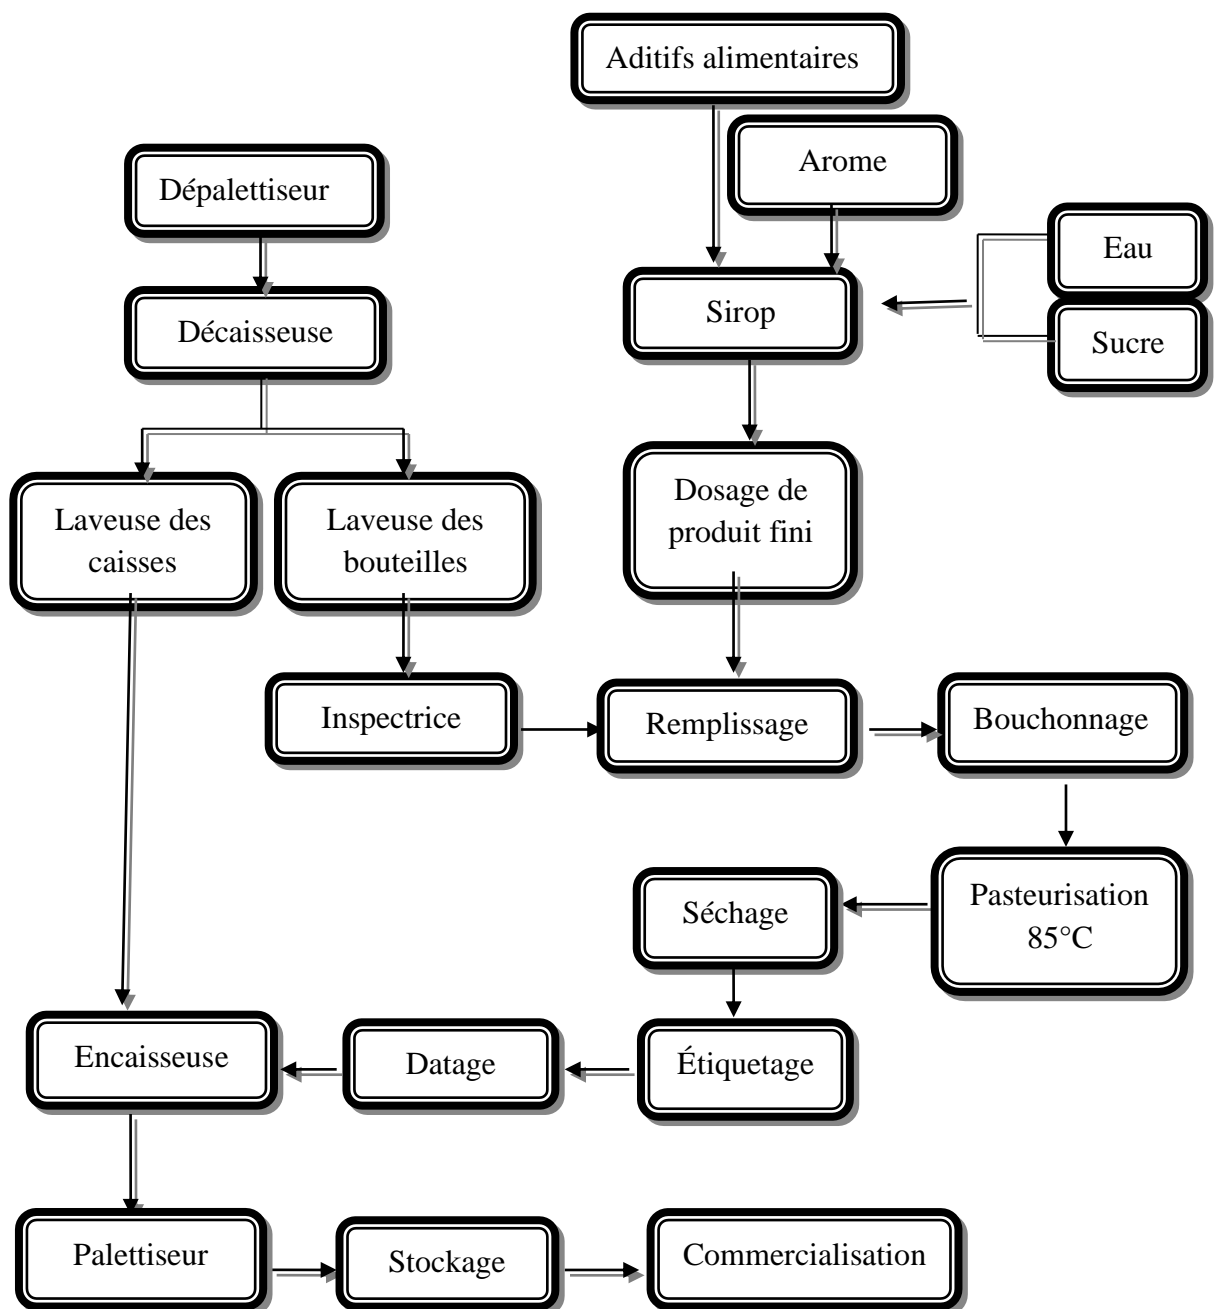 Aditifs alimentaires
Arome
Dépalettiseur
Eau
Sirop
Décaisseuse
Sucre
Dosage de
produit fini
Laveuse des
caisses
Laveuse des
bouteilles
Inspectrice
Remplissage
Bouchonnage
Pasteurisation
85°C
Séchage
Encaisseuse
Datage
Étiquetage
Palettiseur
Stockage
Commercialisation